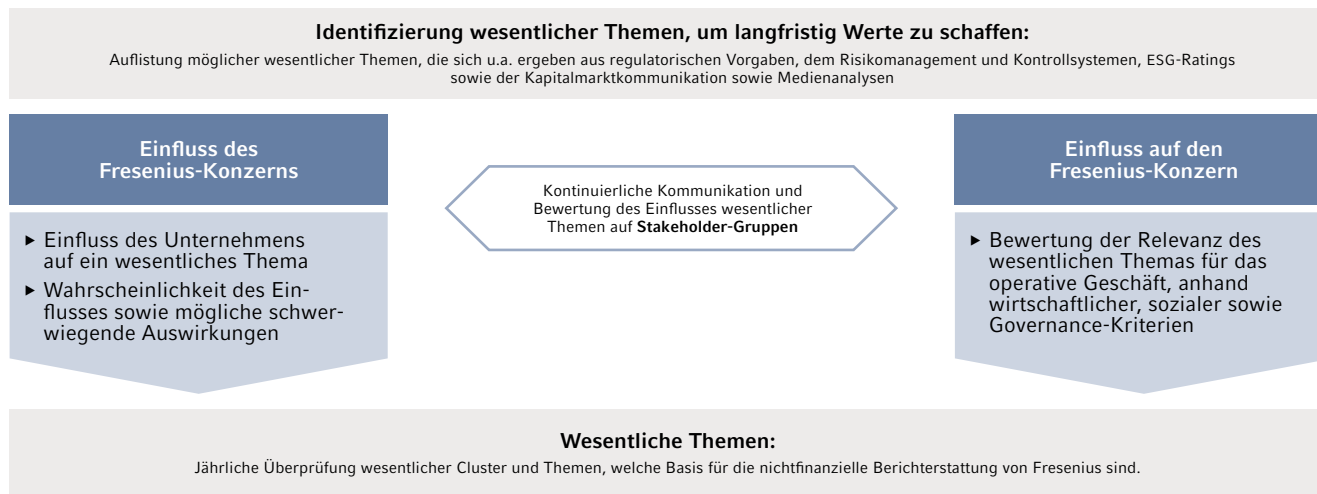 Identifizierung wesentlicher Themen, um langfristig Werte zu schaffen:
Auflistung möglicher wesentlicher Themen, die sich u.a. ergeben aus regulatorischen Vorgaben, dem Risikomanagement und Kontrollsystemen, ESG-Ratings
sowie der Kapitalmarktkommunikation sowie Medienanalysen
Einfluss des
Fresenius-Konzerns
▸ Einfluss des Unternehmens
auf ein wesentliches Thema
▸ Wahrscheinlichkeit des Ein-
flusses sowie mögliche schwer-
wiegende Auswirkungen
Kontinuierliche Kommunikation und
Bewertung des Einflusses wesentlicher
Themen auf Stakeholder-Gruppen
Einfluss auf den
Fresenius-Konzern
▸ Bewertung der Relevanz des
wesentlichen Themas für das
operative Geschäft, anhand
wirtschaftlicher, sozialer sowie
Governance-Kriterien
Wesentliche Themen:
Jährliche Überprüfung wesentlicher Cluster und Themen, welche Basis für die nichtfinanzielle Berichterstattung von Fresenius sind.